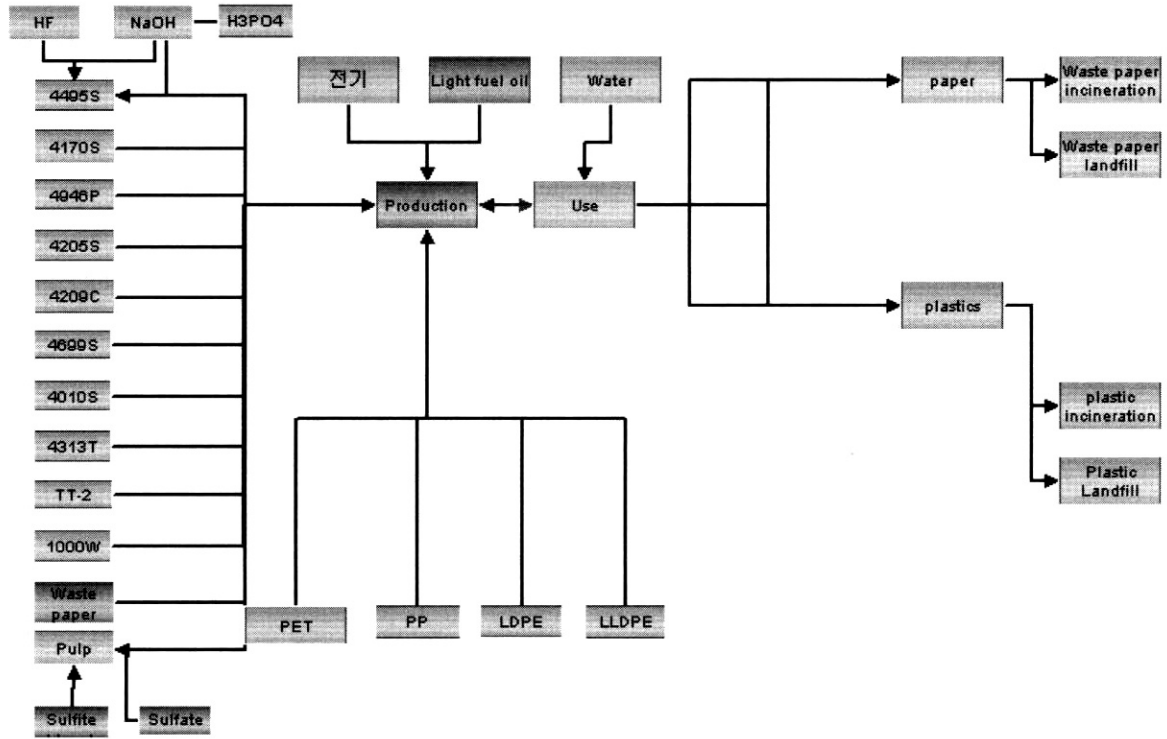 HF
NaOH
H3PO4
4495S
4170S
4946P
4205S
4209C
4699S
4010S
4313T
TT-2
1000W
Waste
paper
Pulp
Sulfite
Sulfate
전기
Light fuel oil
Water
Production
Use
PET
PP
LDPE
LLDPE
paper
plastics
Waste paper
incineration
Waste paper
landfill
plastic
incineration
Plastic
Landfill